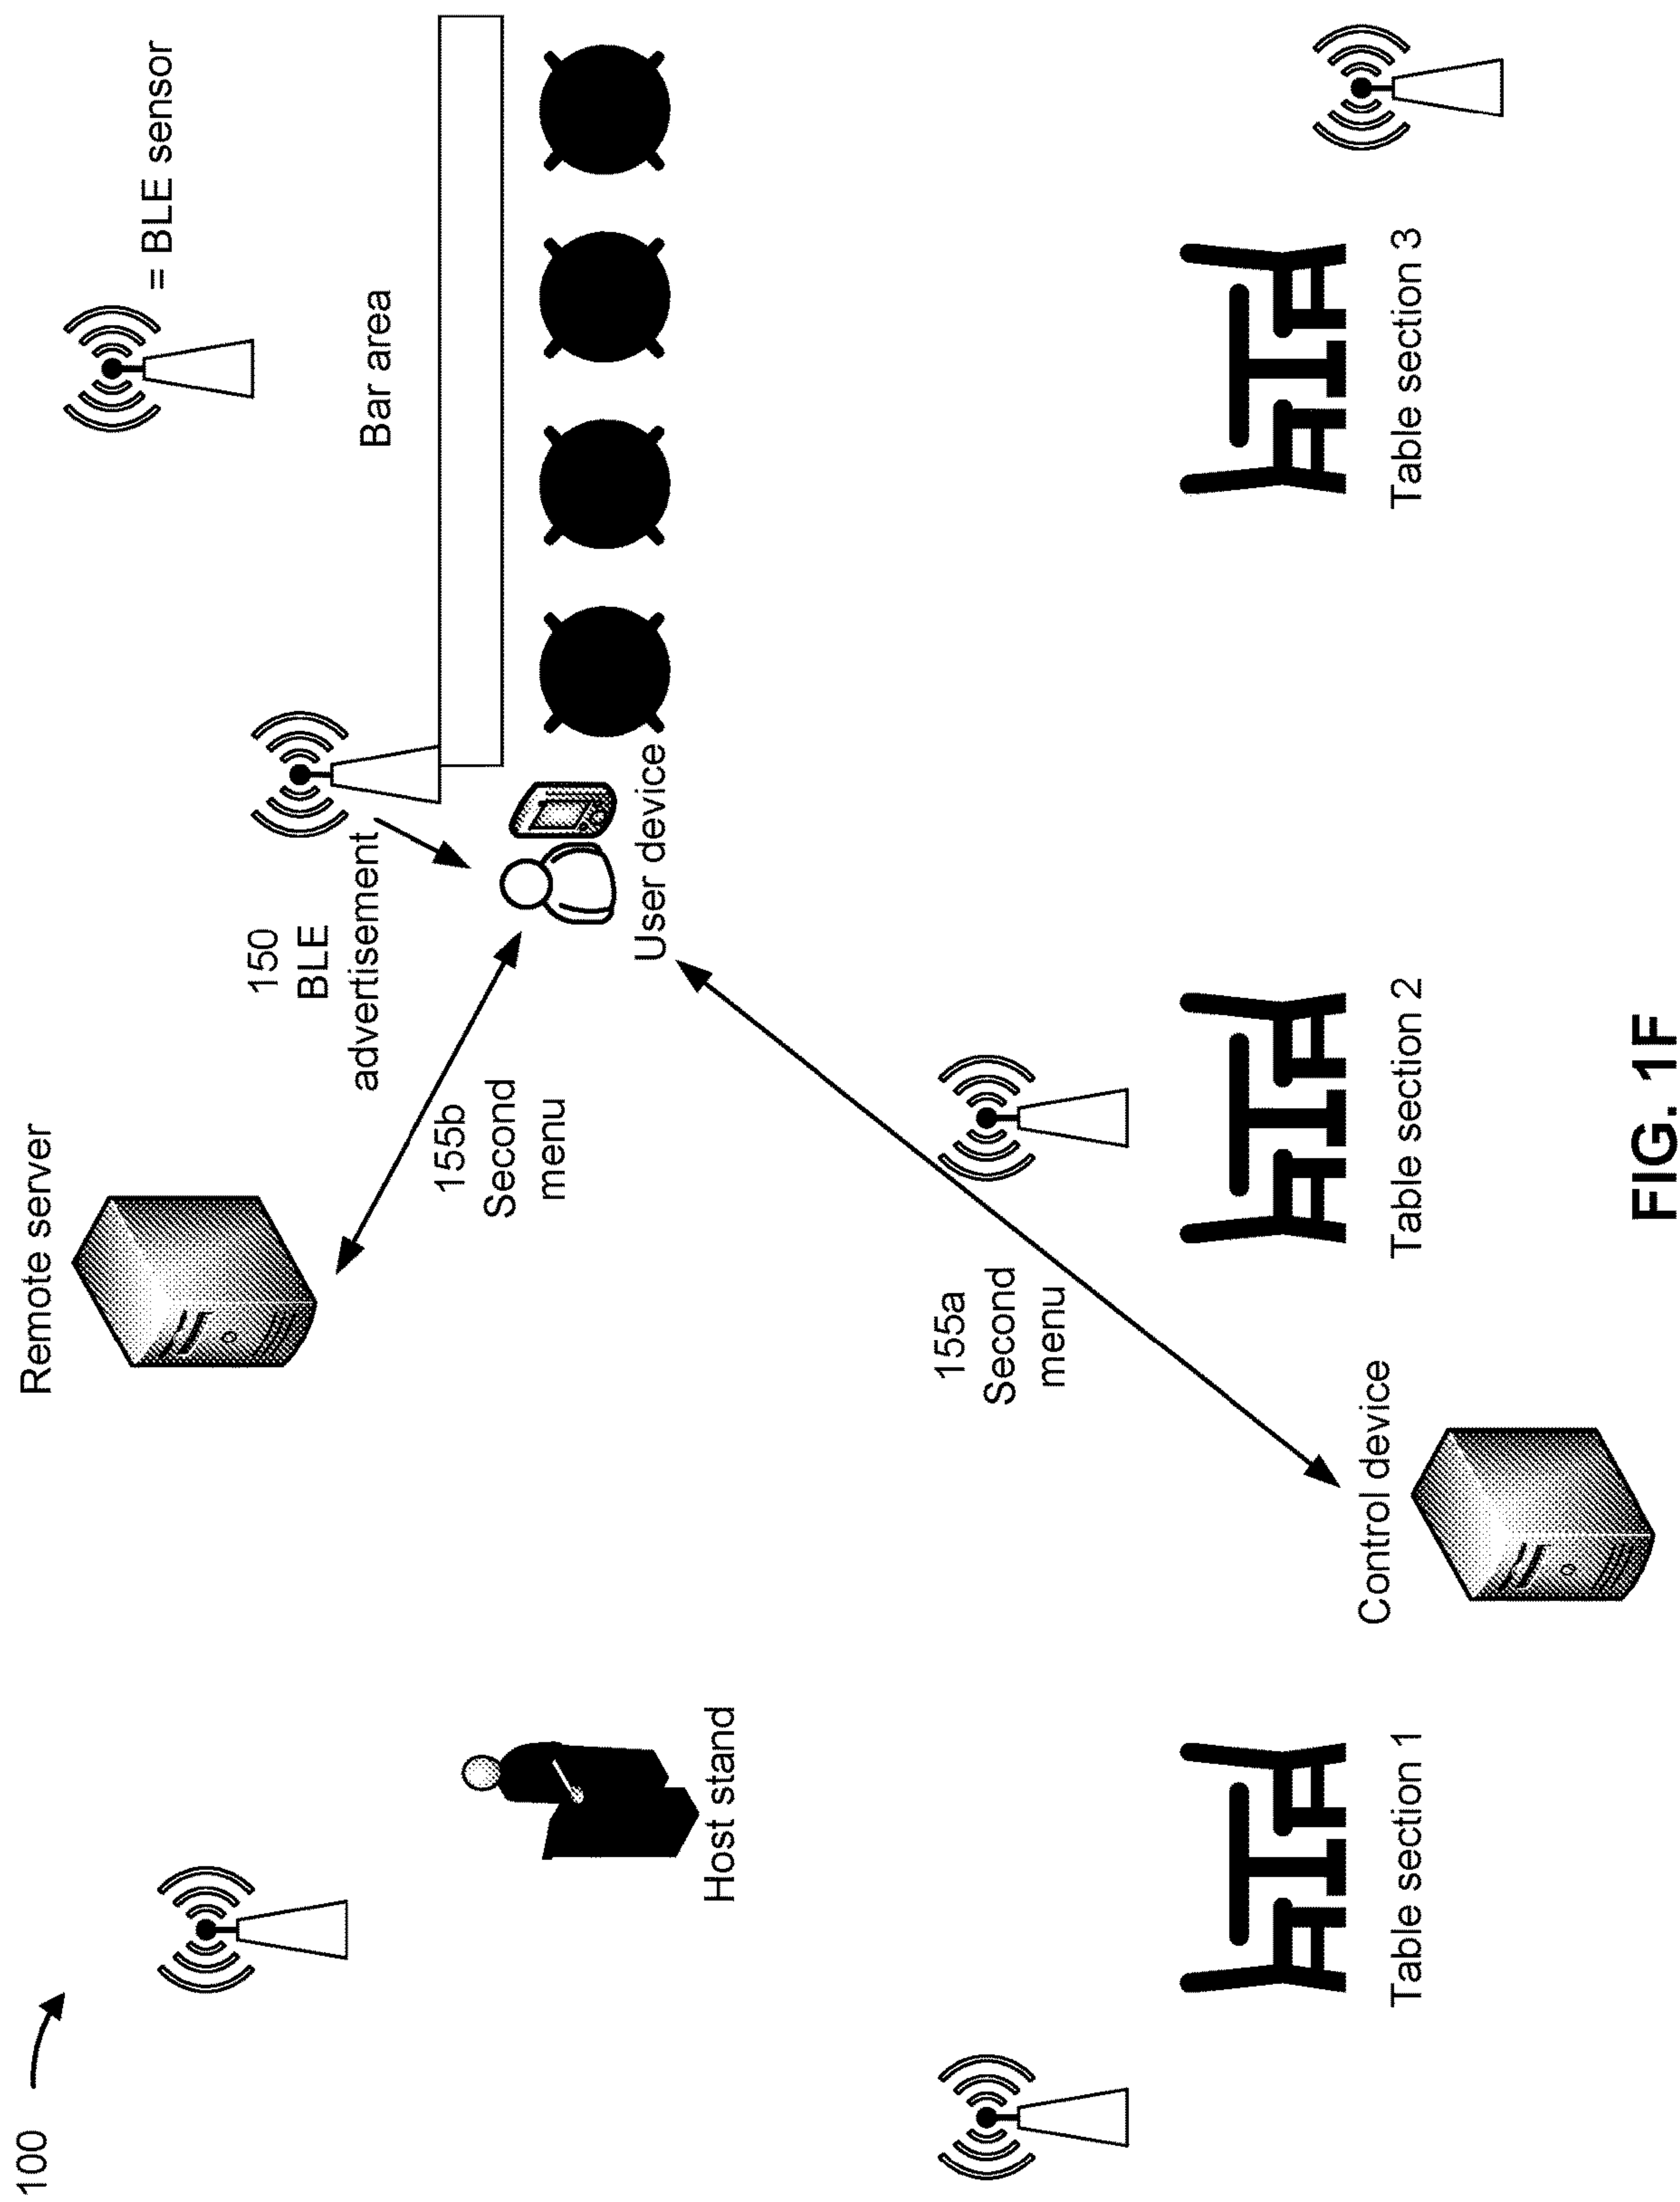 100
Remote server
= BLE sensor
150
BLE
advertisement
Bar area
155b
Second
menu
Host stand
User device
155a
Second
menu
Control device
Table section 1
Table section 2
Table section 3
FIG. 1F